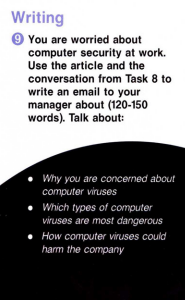 Writing
9 You are worried about
computer security at work.
Use the article and the
conversation from Task 8 to
write an email to your
manager about (120-150
words). Talk about:
• Why you are concerned about
computer viruses
• Which types of computer
viruses are most dangerous
• How computer viruses could
harm the company